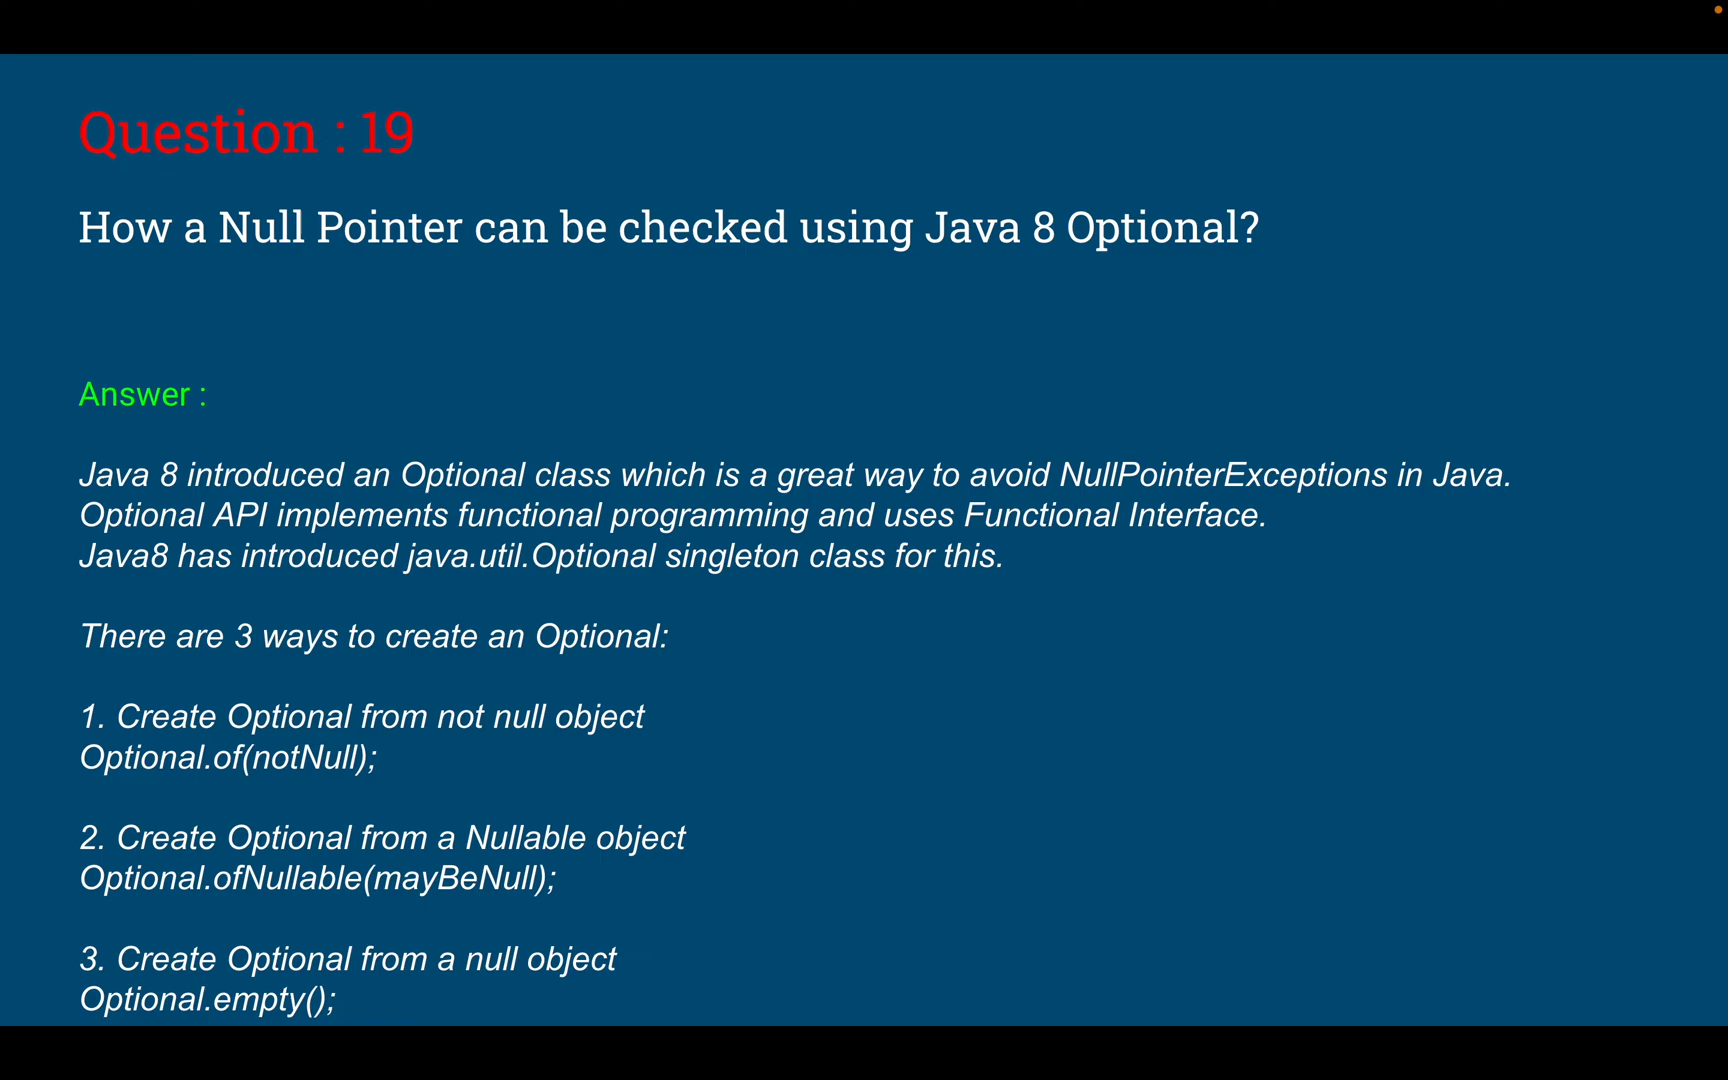 Question : 19
How a Null Pointer can be checked using Java 8 Optional?
Answer :
Java 8 introduced an Optional class which is a great way to avoid NullPointerExceptions in Java.
Optional API implements functional programming and uses Functional Interface.
Java8 has introduced java.util.Optional singleton class for this.
There are 3 ways to create an Optional:
1. Create Optional from not null object
Optional.of(notNull);
2. Create Optional from a Nullable object
Optional.ofNullable(mayBeNull);
3. Create Optional from a null object
Optional.empty();